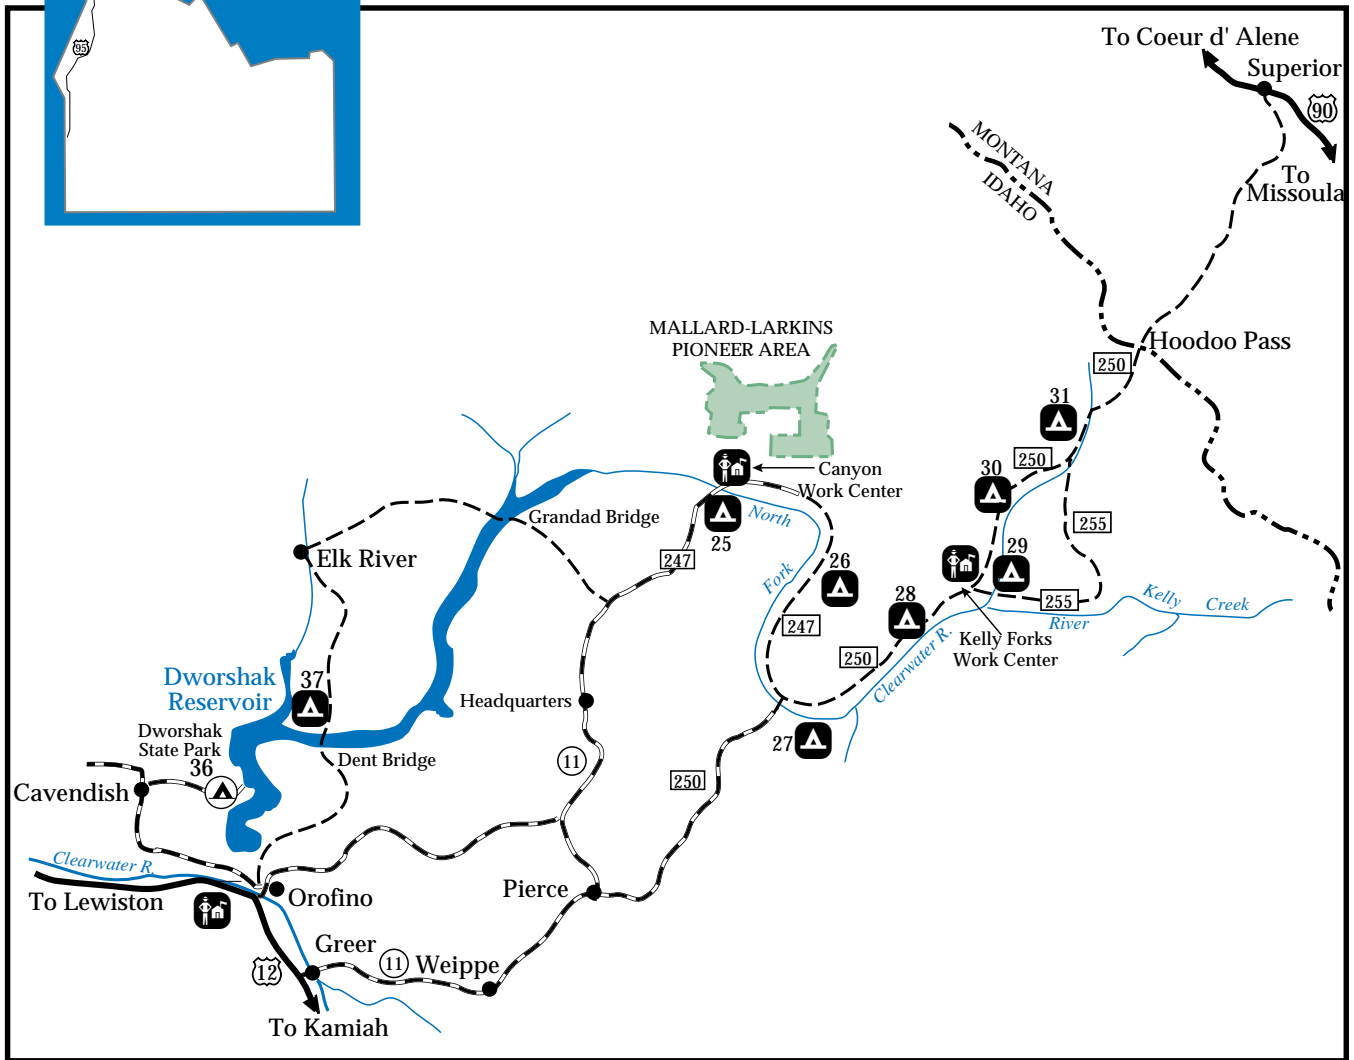 95
To Coeur d' Alene
Superior
90
To
Missoula
MONTANA
IDAHO
Hoodoo Pass
MALLARD-LARKINS
PIONEER AREA
250
31
Canyon
Work Center
250
30
25
North
Grandad Bridge
255
Elk River
247
29
26
Fork
28
255
Kelly
Creek
River
247
Kelly Forks
Work Center
250
Clearwater R.
Dworshak
Reservoir
37
Headquarters
Dworshak
State Park
36
Dent Bridge
27
11
250
Cavendish
Clearwater R.
To Lewiston
Orofino
Pierce
Greer
12
11
Weippe
To Kamiah